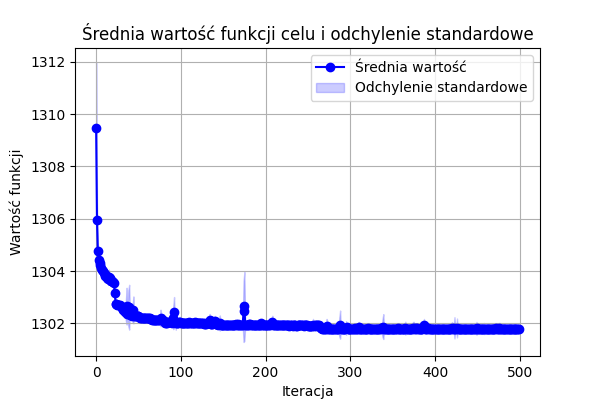 Średnia wartość funkcji celu i odchylenie standardowe
Średnia wartość
Odchylenie standardowe
Wartość funkcji
1312
1310
1308
1306
1304
1302
0 100 200 300 400 500
Iteracja